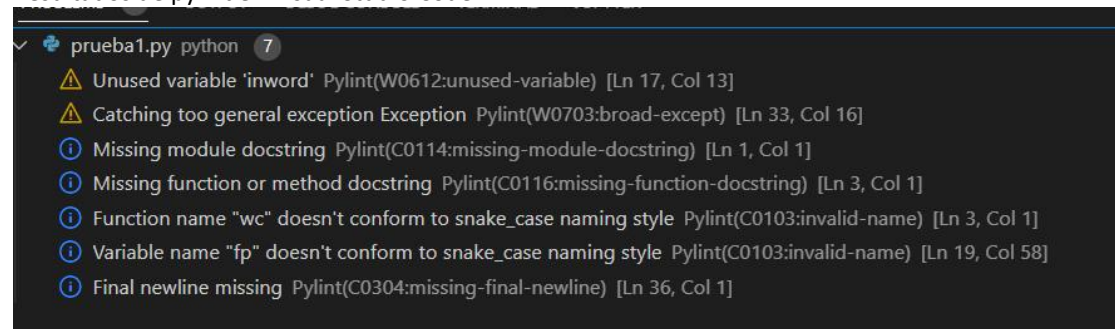 prueba1.py python 7
Unused variable 'inword' Pylint(W0612:unused-variable) [Ln 17, Col 13]
Catching too general exception Exception Pylint(W0703:broad-except) [Ln 33, Col 16]
Missing module docstring Pylint(C0114:missing-module-docstring) [Ln 1, Col 1]
Missing function or method docstring Pylint(C0116:missing-function-docstring) [Ln 3, Col 1]
Function name "wc" doesn't conform to snake_case naming style Pylint(C0103:invalid-name) [Ln 3, Col 1]
Variable name "fp" doesn't conform to snake_case naming style Pylint(C0103:invalid-name) [Ln 19, Col 58]
Final newline missing Pylint(C0304:missing-final-newline) [Ln 36, Col 1]